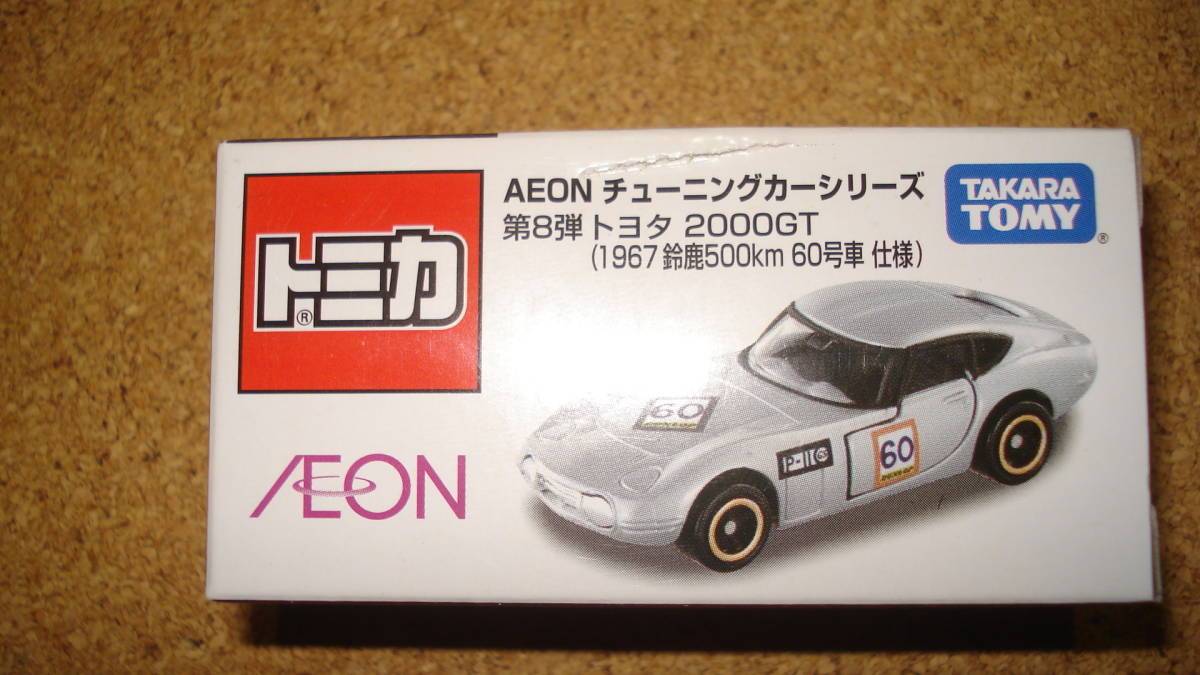 トミカ
®
AEON
AEON チューニングカーシリーズ
第8弾 トヨタ 2000GT
(1967 鈴鹿500km 60号車 仕様)
TAKARA
TOMY
®
60
P-II
60